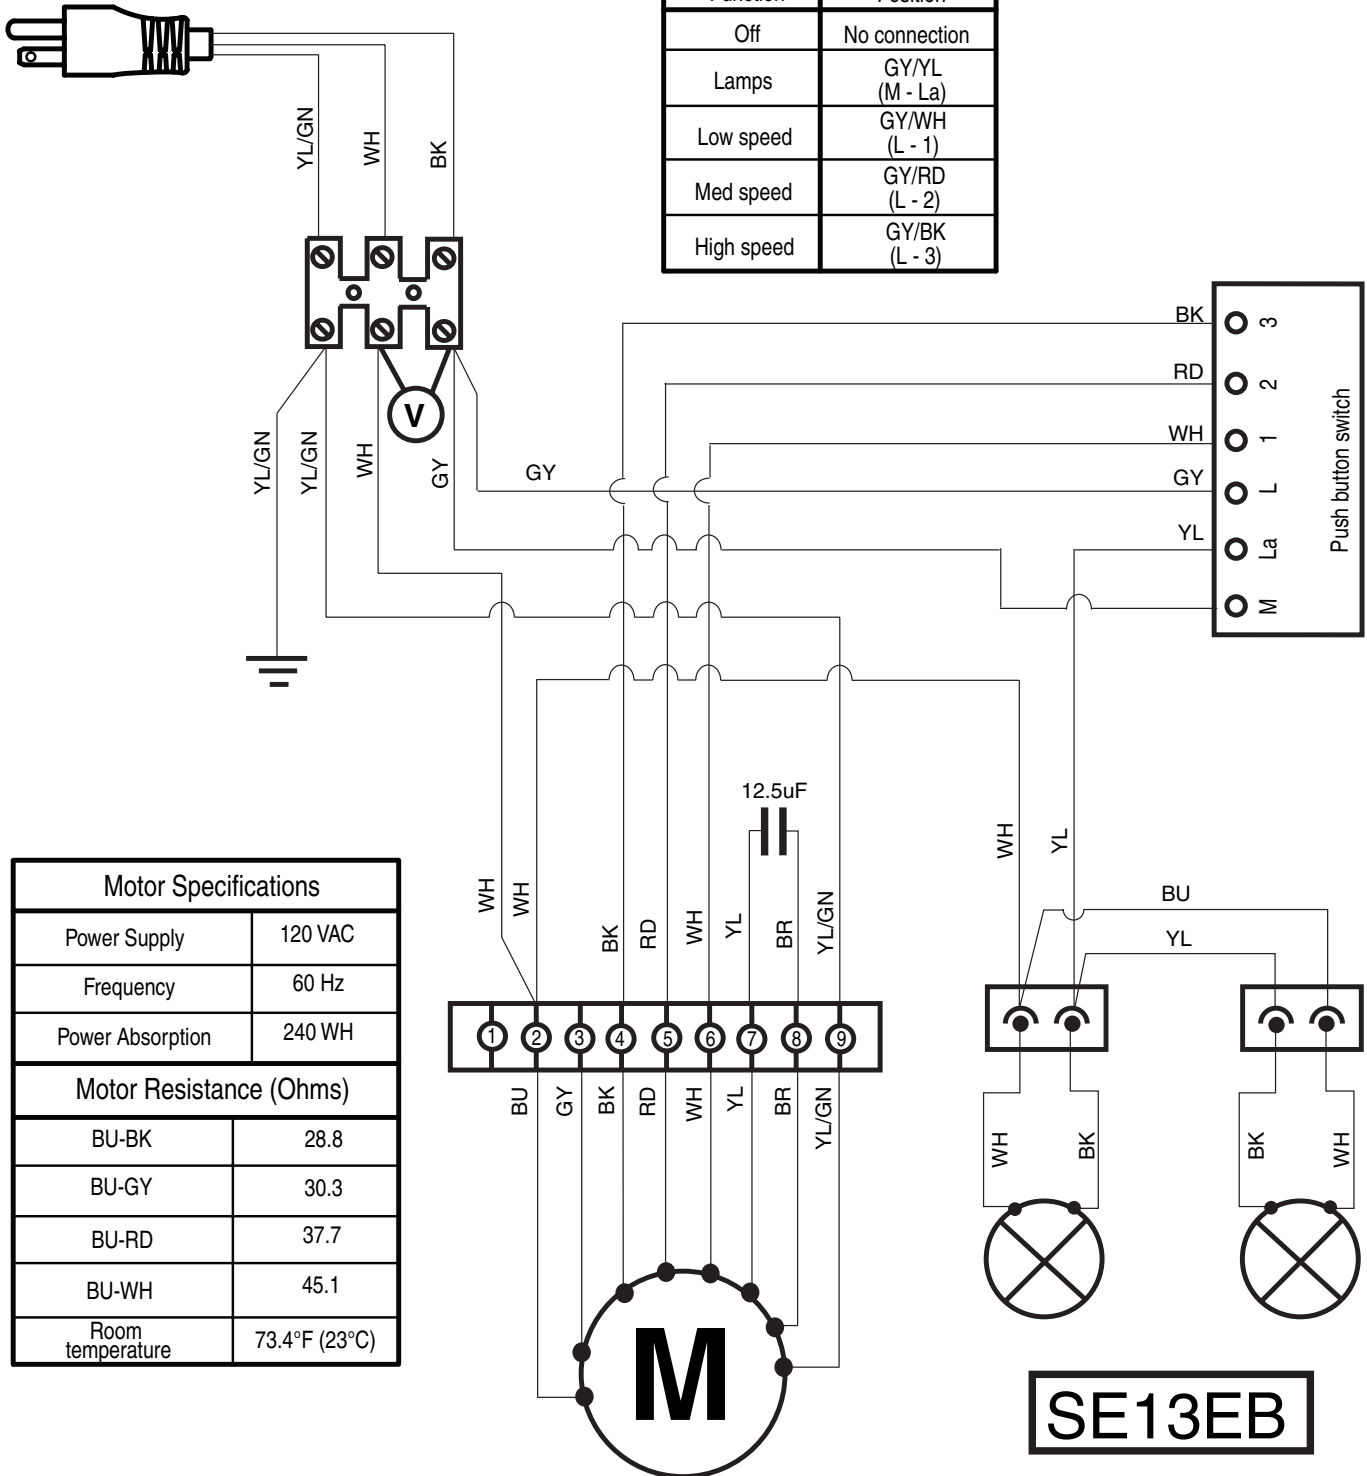 Function Position
Off No connection
Lamps GY/YL
(M - La)
Low speed GY/WH
(L - 1)
Med speed GY/RD
(L - 2)
High speed GY/BK
(L - 3)
YL/GN WH BK
BK 3
RD 2
WH 1
GY L
YL La
M
Push button switch
V
YL/GN YL/GN WH GY
GY
12.5uF
WH WH BK RD WH YL BR YL/GN
WH YL
BU
YL
1 2 3 4 5 6 7 8 9
BU GY BK RD WH YL BR YL/GN
WH BK BK WH
M
Motor Specifications
Power Supply 120 VAC
Frequency 60 Hz
Power Absorption 240 WH
Motor Resistance (Ohms)
BU-BK 28.8
BU-GY 30.3
BU-RD 37.7
BU-WH 45.1
Room
temperature 73.4°F (23°C)
SE13EB